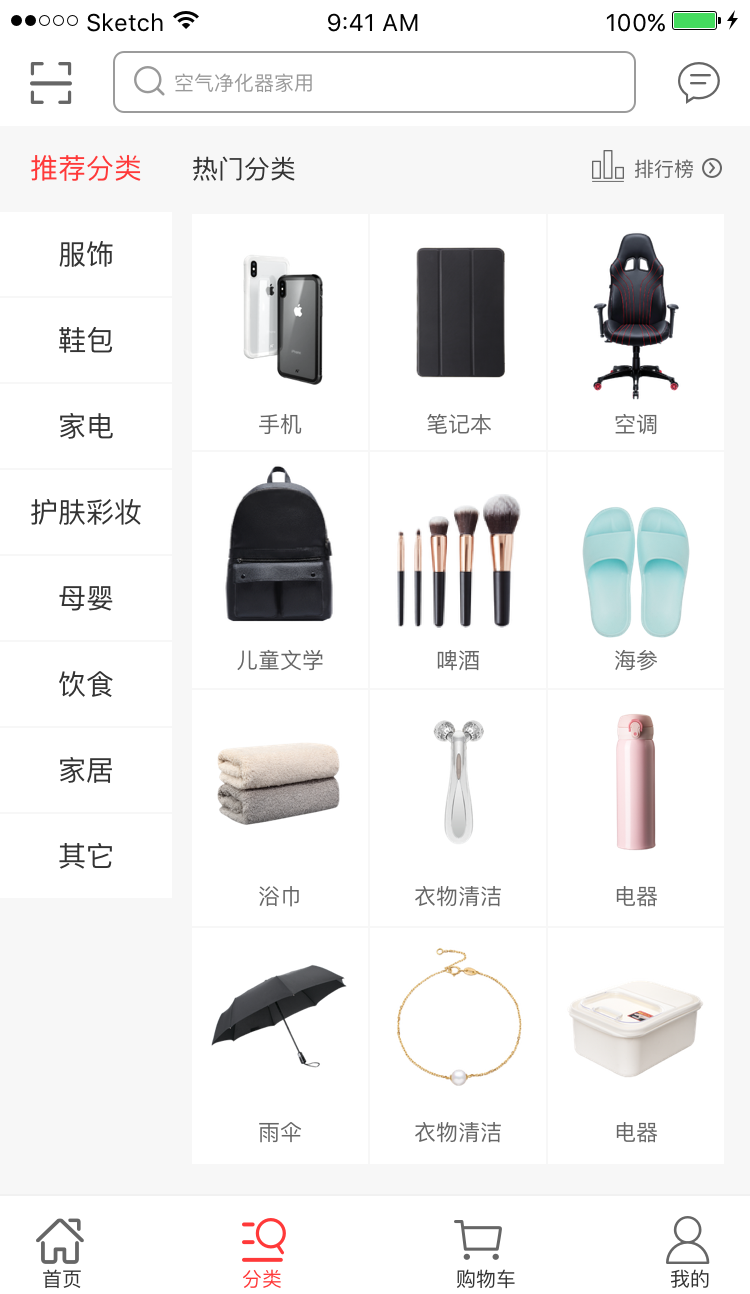 Sketch 9:41 AM 100%
空气净化器家用
推荐分类 热门分类 排行榜
服饰
鞋包
家电
护肤彩妆
母婴
饮食
家居
其它
手机 笔记本 空调
儿童文学 啤酒 海参
浴巾 衣物清洁 电器
雨伞 衣物清洁 电器
首页 分类 购物车 我的